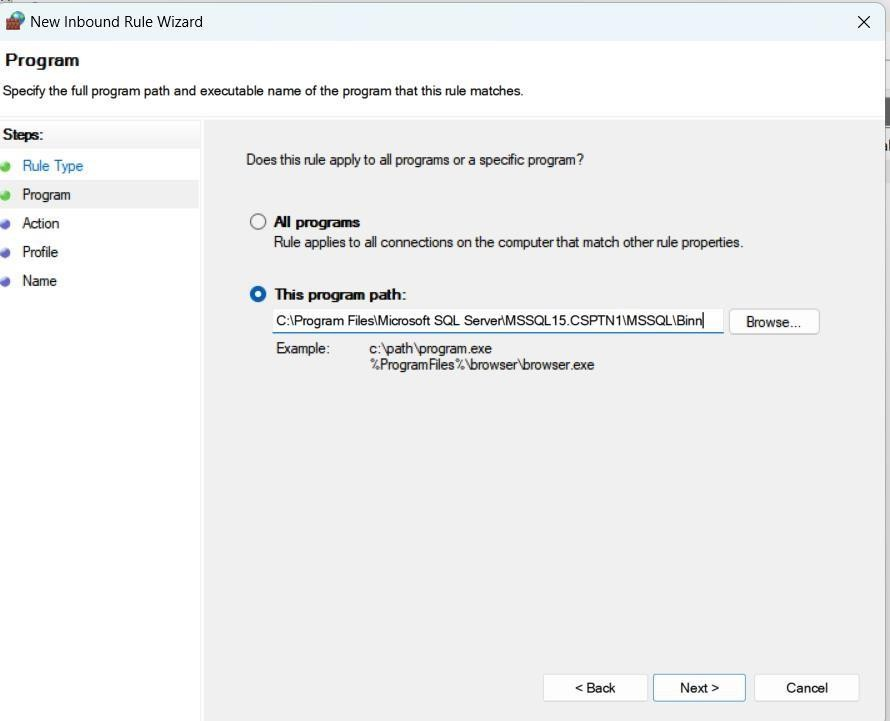 New Inbound Rule Wizard
Program
Specify the full program path and executable name of the program that this rule matches.
Steps:
Rule Type
Program
Action
Profile
Name
Does this rule apply to all programs or a specific program?
All programs
Rule applies to all connections on the computer that match other rule properties.
This program path:
C:\Program Files\Microsoft SQL Server\MSSQL15.CSPTN1\MSSQL\Binn
Browse...
Example: c:\path\program.exe
%ProgramFiles%\browser\browser.exe
< Back Next > Cancel